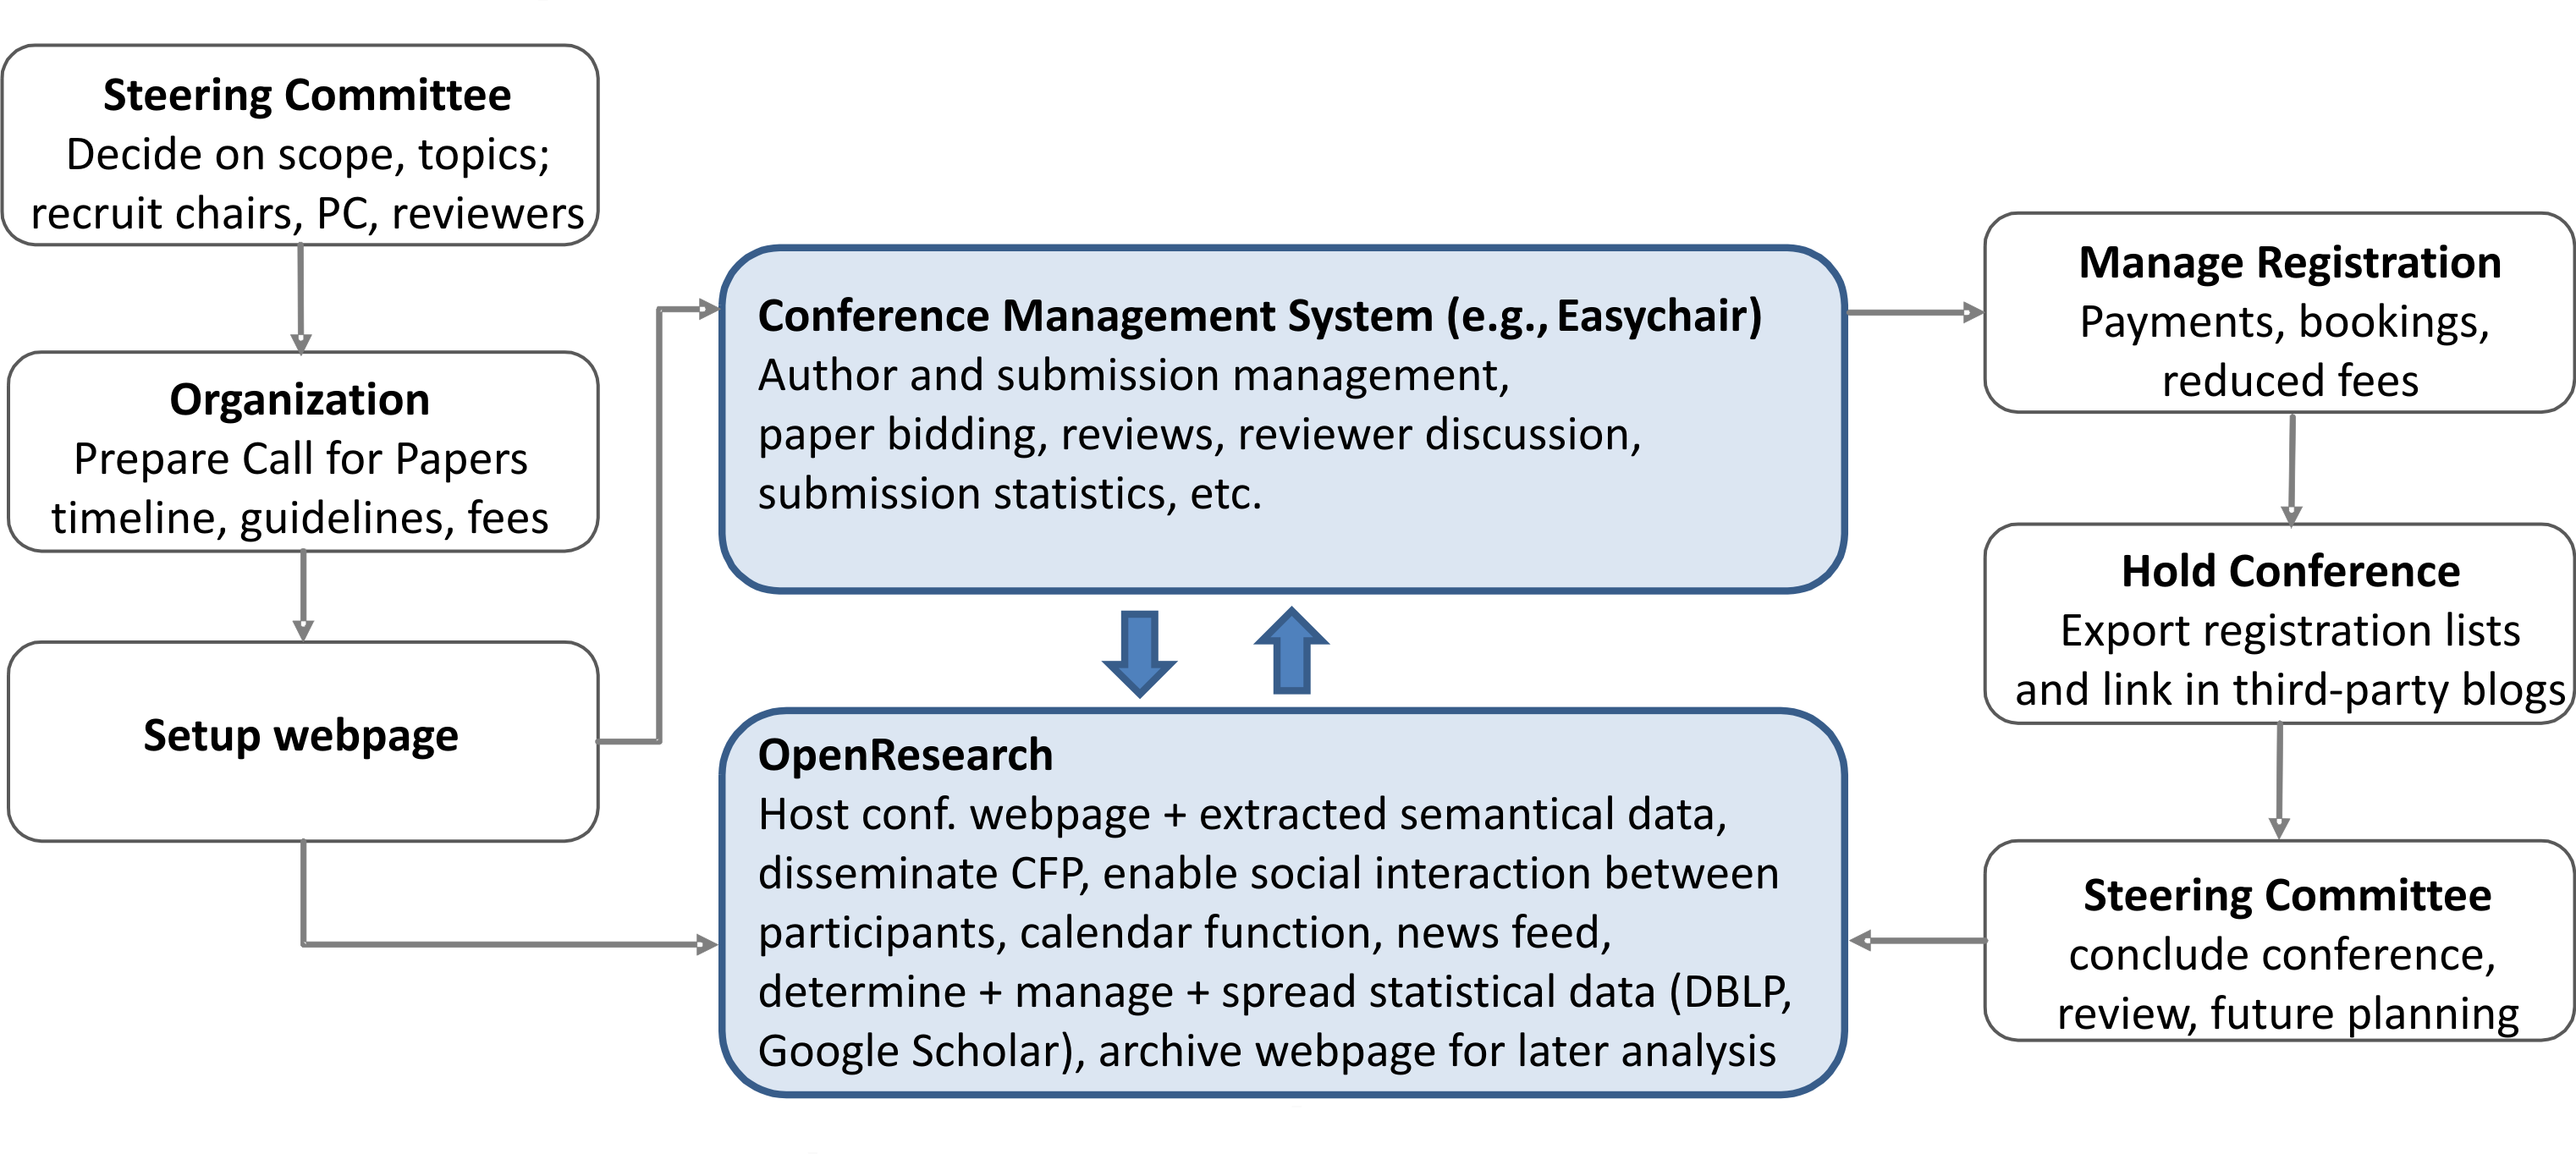 Steering Committee
Decide on scope, topics;
recruit chairs, PC, reviewers
Organization
Prepare Call for Papers
timeline, guidelines, fees
Setup webpage
Conference Management System (e.g., Easychair)
Author and submission management,
paper bidding, reviews, reviewer discussion,
submission statistics, etc.
OpenResearch
Host conf. webpage + extracted semantical data,
disseminate CFP, enable social interaction between
participants, calendar function, news feed,
determine + manage + spread statistical data (DBLP,
Google Scholar), archive webpage for later analysis
Manage Registration
Payments, bookings,
reduced fees
Hold Conference
Export registration lists
and link in third-party blogs
Steering Committee
conclude conference,
review, future planning